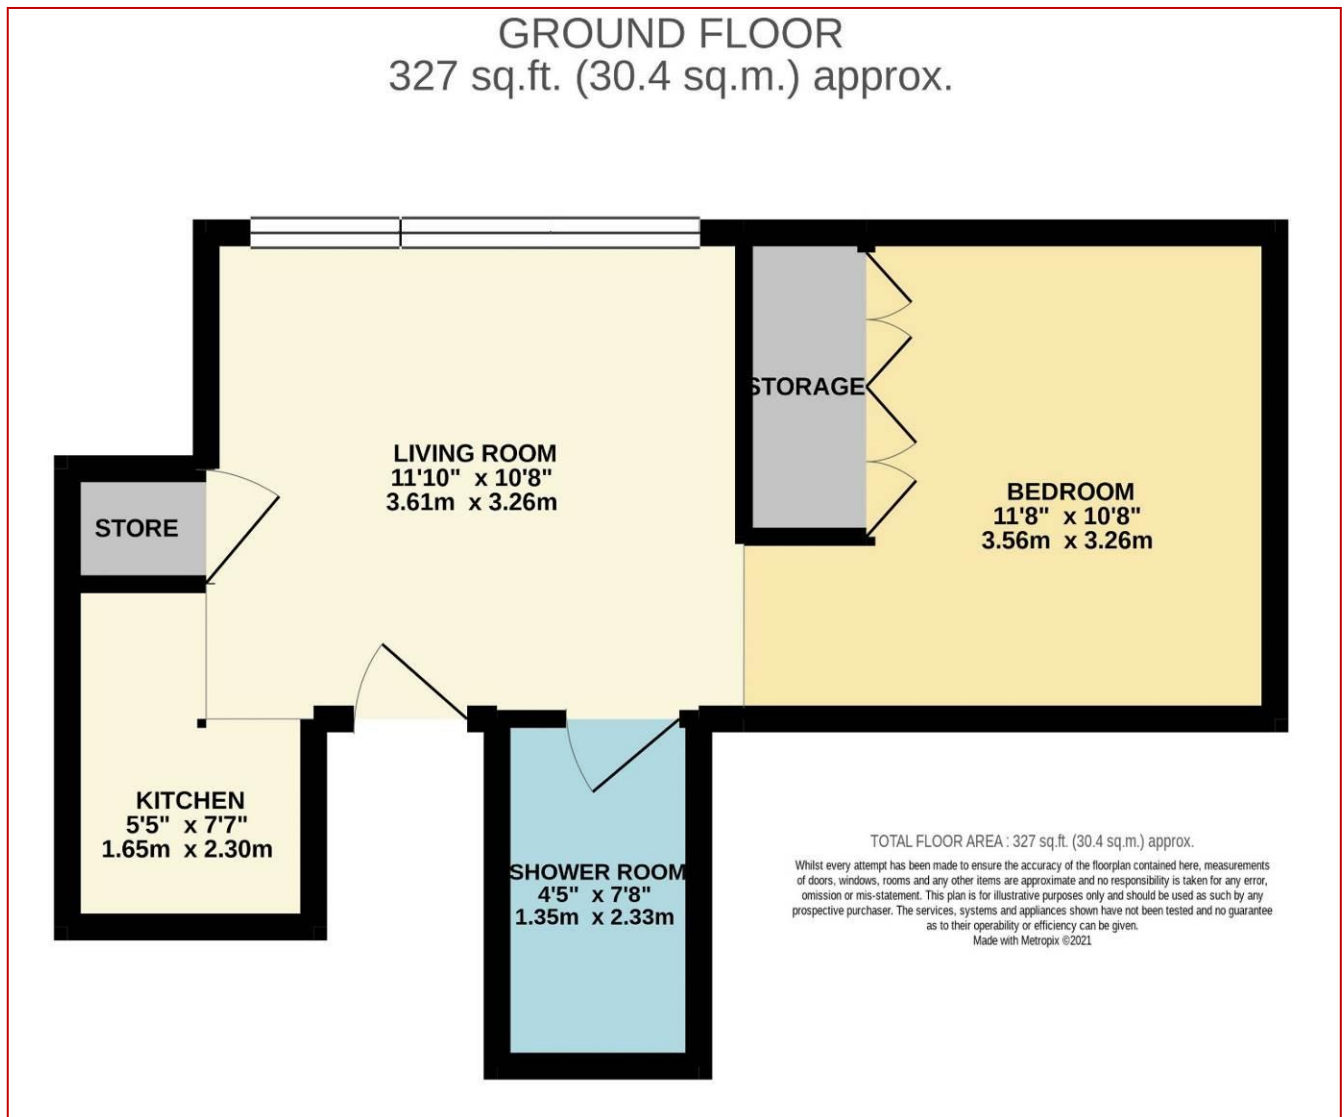 GROUND FLOOR
327 sq.ft. (30.4 sq.m.) approx.
LIVING ROOM
11'10" x 10'8"
3.61m x 3.26m
STORAGE
BEDROOM
11'8" x 10'8"
3.56m x 3.26m
STORE
KITCHEN
5'5" x 7'7"
1.65m x 2.30m
SHOWER ROOM
4'5" x 7'8"
1.35m x 2.33m
TOTAL FLOOR AREA : 327 sq.ft. (30.4 sq.m.) approx.
Whilst every attempt has been made to ensure the accuracy of the floorplan contained here, measurements
of doors, windows, rooms and any other items are approximate and no responsibility is taken for any error,
omission or mis-statement. This plan is for illustrative purposes only and should be used as such by any
prospective purchaser. The services, systems and appliances shown have not been tested and no guarantee
as to their operability or efficiency can be given.
Made with Metropix ©2021